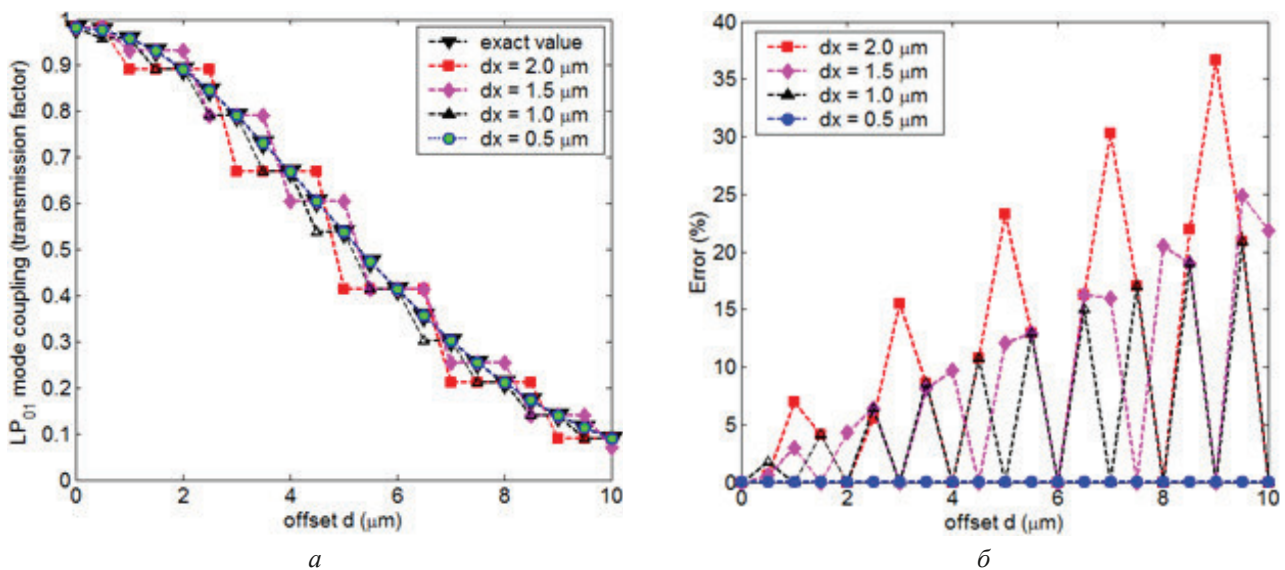 1
0.9
0.8
0.7
0.6
0.5
0.4
0.3
0.2
0.1
0
LP01 mode coupling (transmission factor)
exact value
dx = 2.0 μm
dx = 1.5 μm
dx = 1.0 μm
dx = 0.5 μm
0 2 4 6 8 10
offset d (μm)
а
40
35
30
25
20
15
10
5
0
Error (%)
dx = 2.0 μm
dx = 1.5 μm
dx = 1.0 μm
dx = 0.5 μm
0 2 4 6 8 10
offset d (μm)
б